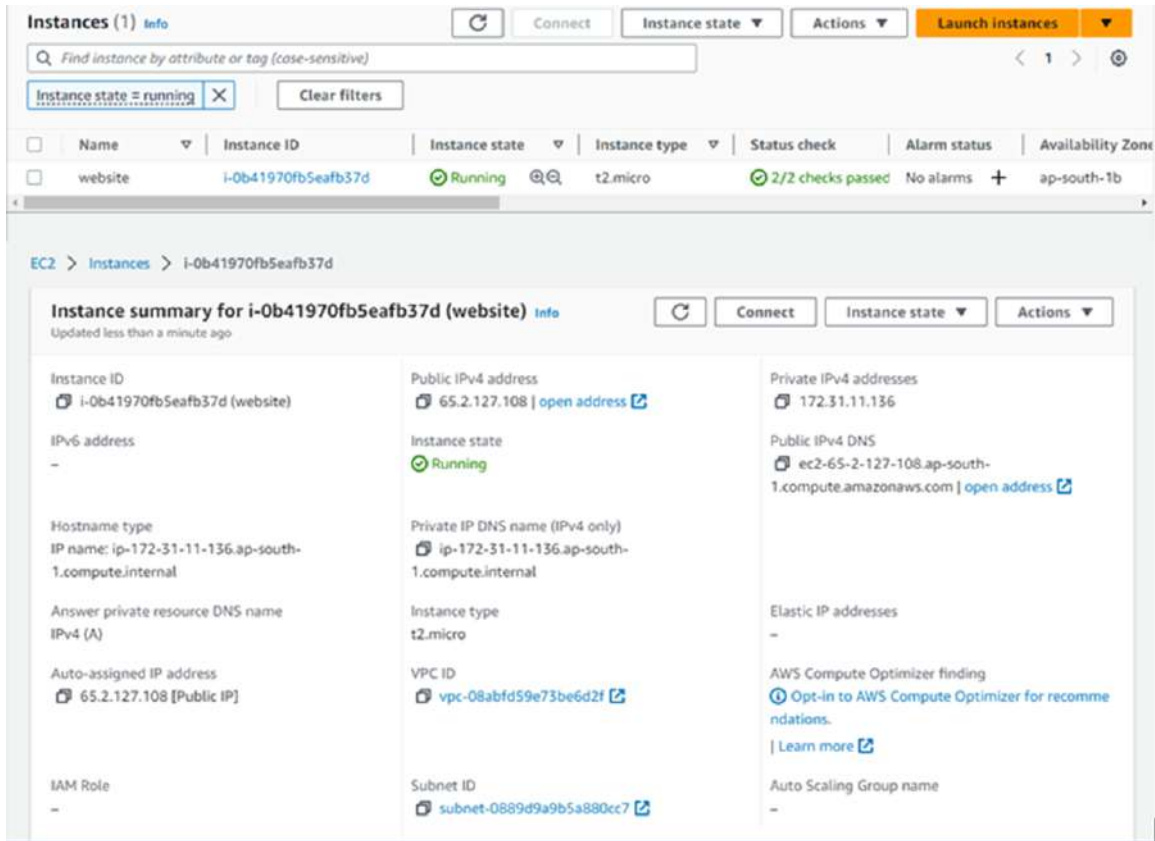 Instances (1) Info
Connect
Instance state
Actions
Launch instances
Find instance by attribute or tag (case-sensitive)
1
Instance state = running
Clear filters
Name
Instance ID
Instance state
Instance type
Status check
Alarm status
Availability Zone
website
i-0b41970fb5eafb37d
Running
t2.micro
2/2 checks passed
No alarms +
ap-south-1b
EC2 > Instances > i-0b41970fb5eafb37d
Instance summary for i-0b41970fb5eafb37d (website) Info
Connect
Instance state
Actions
Updated less than a minute ago
Instance ID
i-0b41970fb5eafb37d (website)
Public IPv4 address
65.2.127.108 | open address
Private IPv4 addresses
172.31.11.136
IPv6 address
–
Instance state
Running
Public IPv4 DNS
ec2-65-2-127-108.ap-south-
1.compute.amazonaws.com | open address
Hostname type
IP name: ip-172-31-11-136.ap-south-
1.compute.internal
Private IP DNS name (IPv4 only)
ip-172-31-11-136.ap-south-
1.compute.internal
Answer private resource DNS name
IPv4 (A)
Instance type
t2.micro
Elastic IP addresses
–
Auto-assigned IP address
65.2.127.108 [Public IP]
VPC ID
vpc-08abfd59e73be6d2f
AWS Compute Optimizer finding
Opt-in to AWS Compute Optimizer for recomme
ndations.
| Learn more
IAM Role
–
Subnet ID
subnet-0889d9a9b5a880cc7
Auto Scaling Group name
–